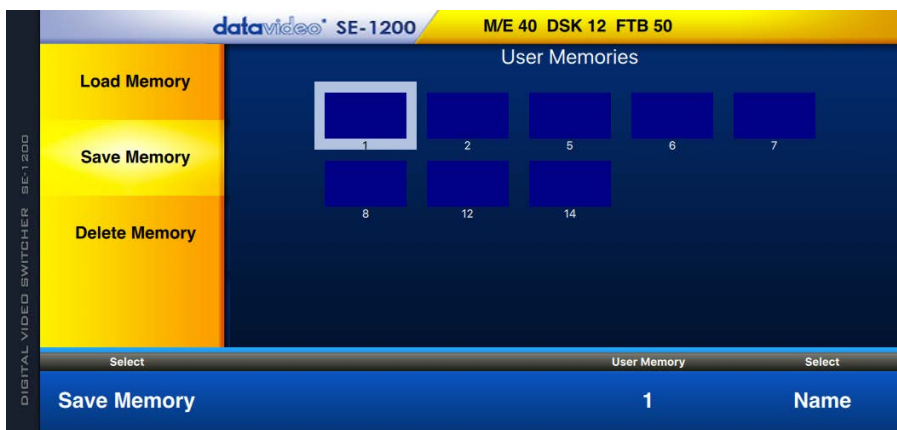 datavideo SE-1200
M/E 40 DSK 12 FTB 50
DIGITAL VIDEO SWITCHER SE-1200
Load Memory
Save Memory
Delete Memory
User Memories
1 2 5 6 7
8 12 14
Select User Memory Select
Save Memory 1 Name